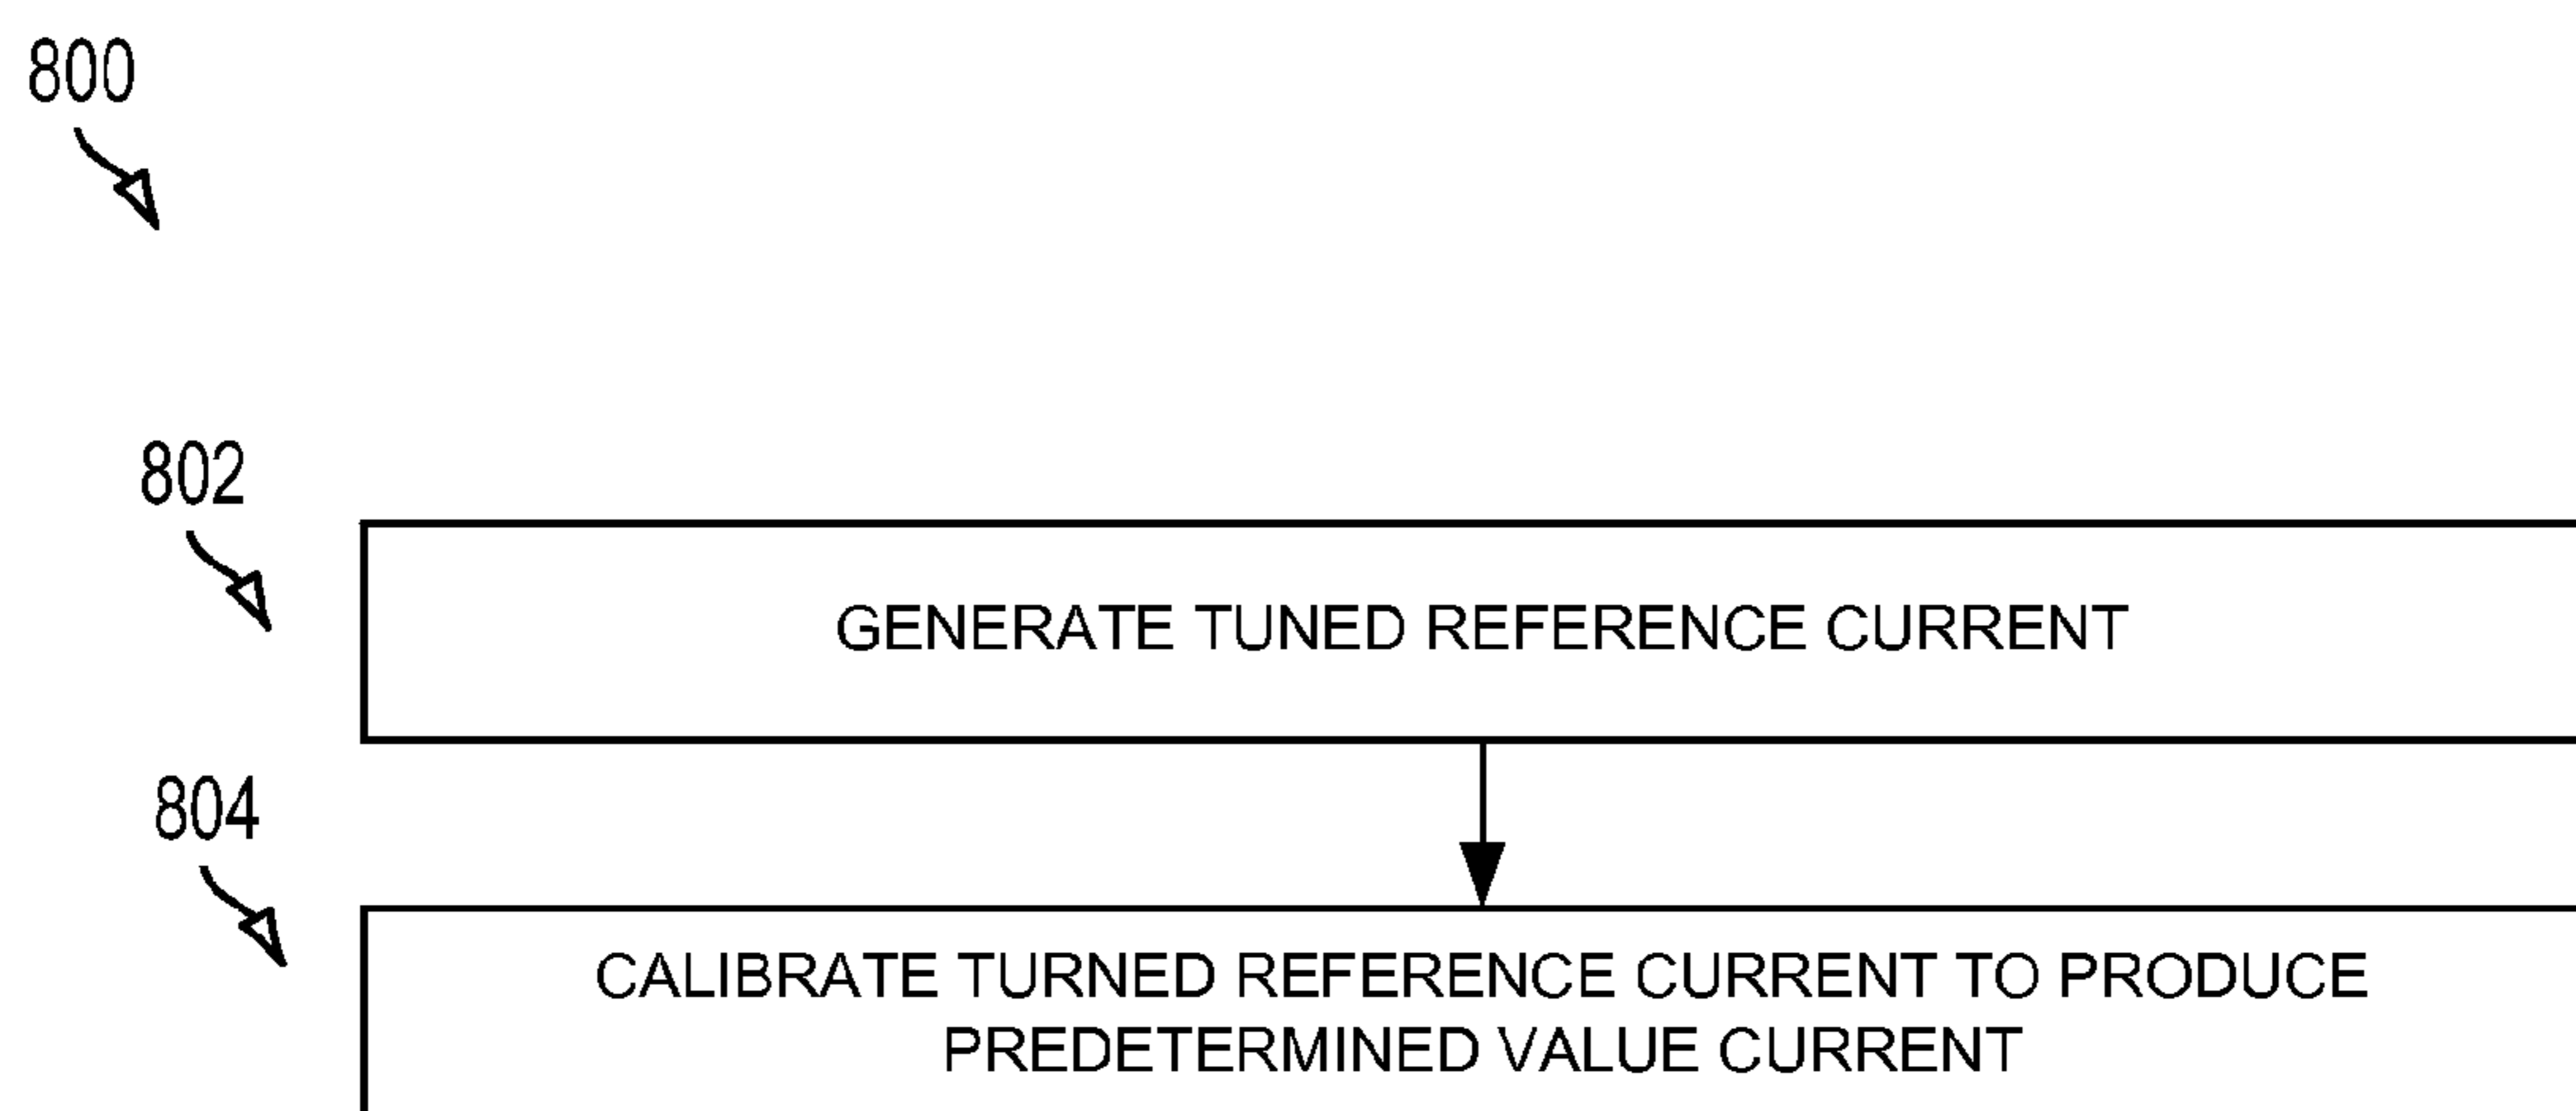 800
802
GENERATE TUNED REFERENCE CURRENT
804
CALIBRATE TURNED REFERENCE CURRENT TO PRODUCE
PREDETERMINED VALUE CURRENT